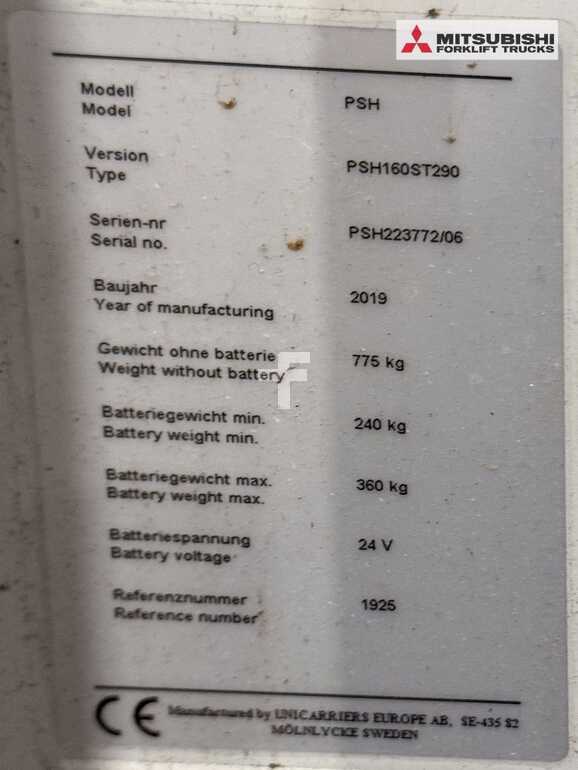 MITSUBISHI
FORKLIFT TRUCKS
Modell
Model
PSH
Version
Type
PSH160ST290
Serien-nr
Serial no.
PSH223772/06
Baujahr
Year of manufacturing
2019
Gewicht ohne batterie
Weight without battery
775 kg
Batteriegewicht min.
Battery weight min.
240 kg
Batteriegewicht max.
Battery weight max.
360 kg
Batteriespannung
Battery voltage
24 V
Referenznummer
Reference number
1925
F
CE Manufactured by UNICARRIERS EUROPE AB, SE-435 82
MÖLNLYCKE SWEDEN